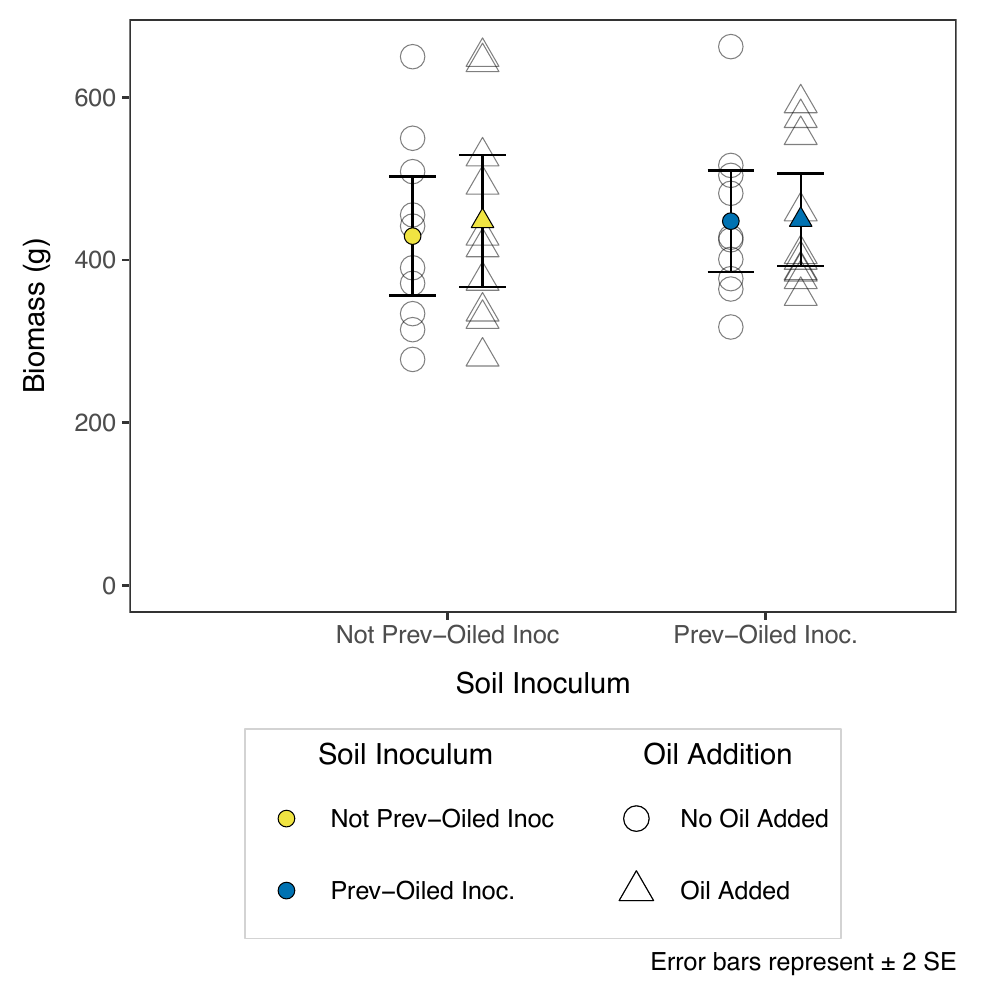 Biomass (g)
600
400
200
0
Not Prev−Oiled Inoc
Prev−Oiled Inoc.
Soil Inoculum
Soil Inoculum
Oil Addition
Not Prev−Oiled Inoc
No Oil Added
Prev−Oiled Inoc.
Oil Added
Error bars represent ± 2 SE